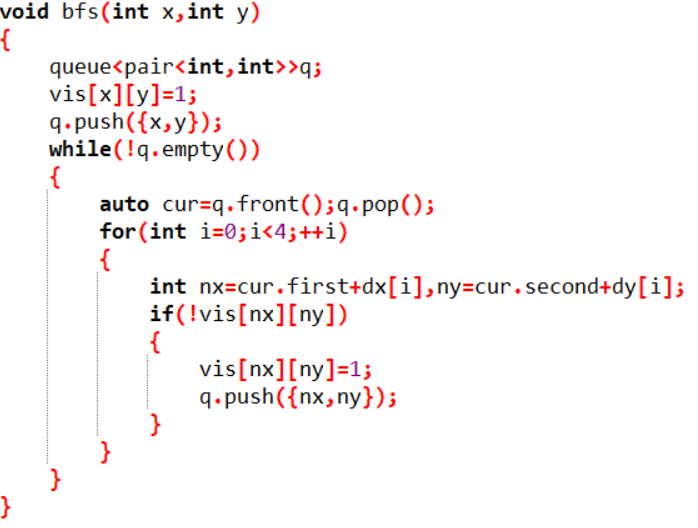 void bfs(int x,int y)
{
    queue<pair<int,int>>q;
    vis[x][y]=1;
    q.push({x,y});
    while(!q.empty())
    {
        auto cur=q.front();q.pop();
        for(int i=0;i<4;++i)
        {
            int nx=cur.first+dx[i],ny=cur.second+dy[i];
            if(!vis[nx][ny])
            {
                vis[nx][ny]=1;
                q.push({nx,ny});
            }
        }
    }
}